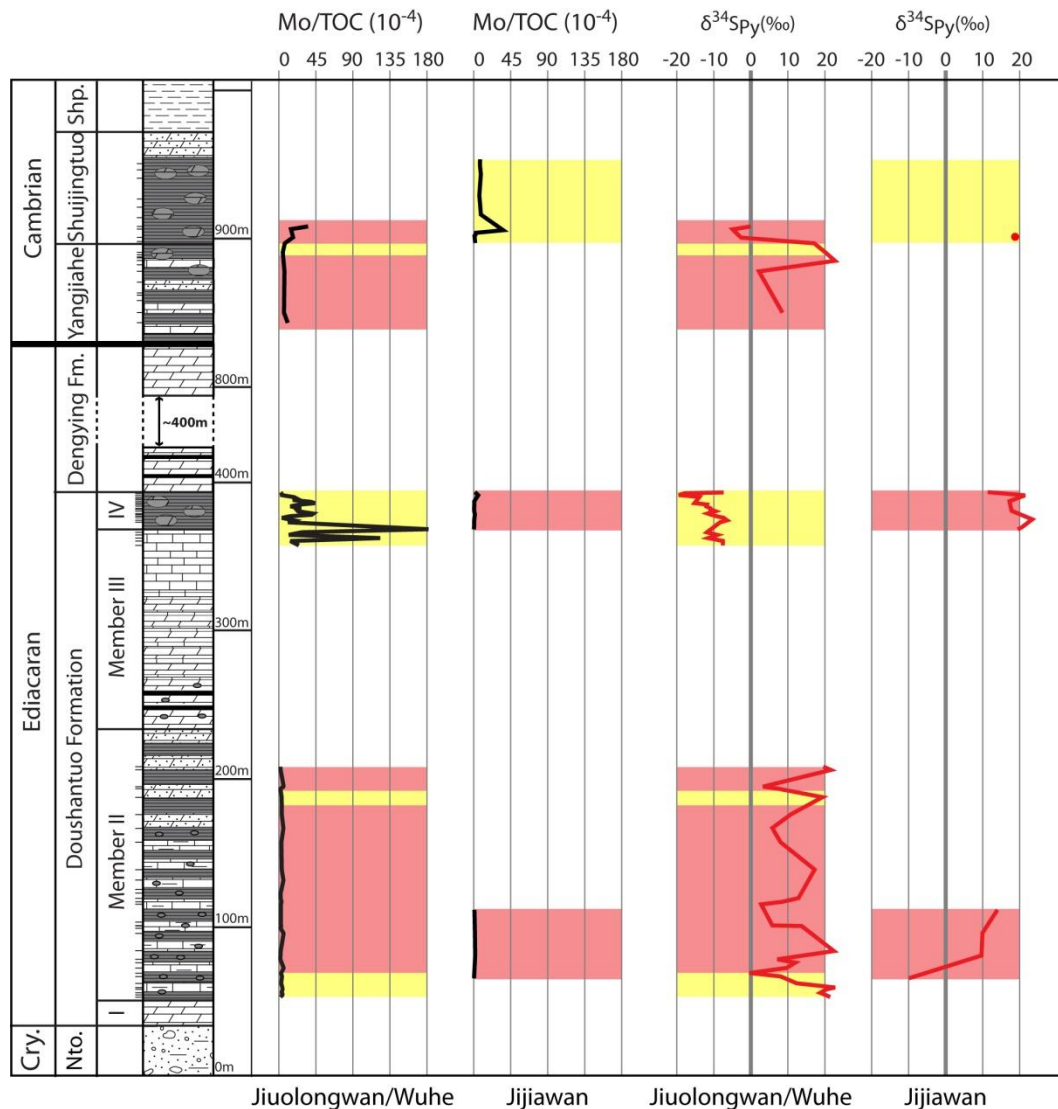 Mo/TOC (10-4) Mo/TOC (10-4) δ34SPy(‰) δ34SPy(‰)
0 45 90 135 180 0 45 90 135 180 -20 -10 0 10 20 -20 -10 0 10 20
Cambrian
Shp.
Shuijingtuo
Yangjiahe
900m
800m
Dengying Fm.
~400m
400m
Ediacaran
Doushantuo Formation
IV
Member III
300m
200m
Member II
100m
I
Cry.
Nto.
0m
Jiuolongwan/Wuhe Jijiawan Jiuolongwan/Wuhe Jijiawan